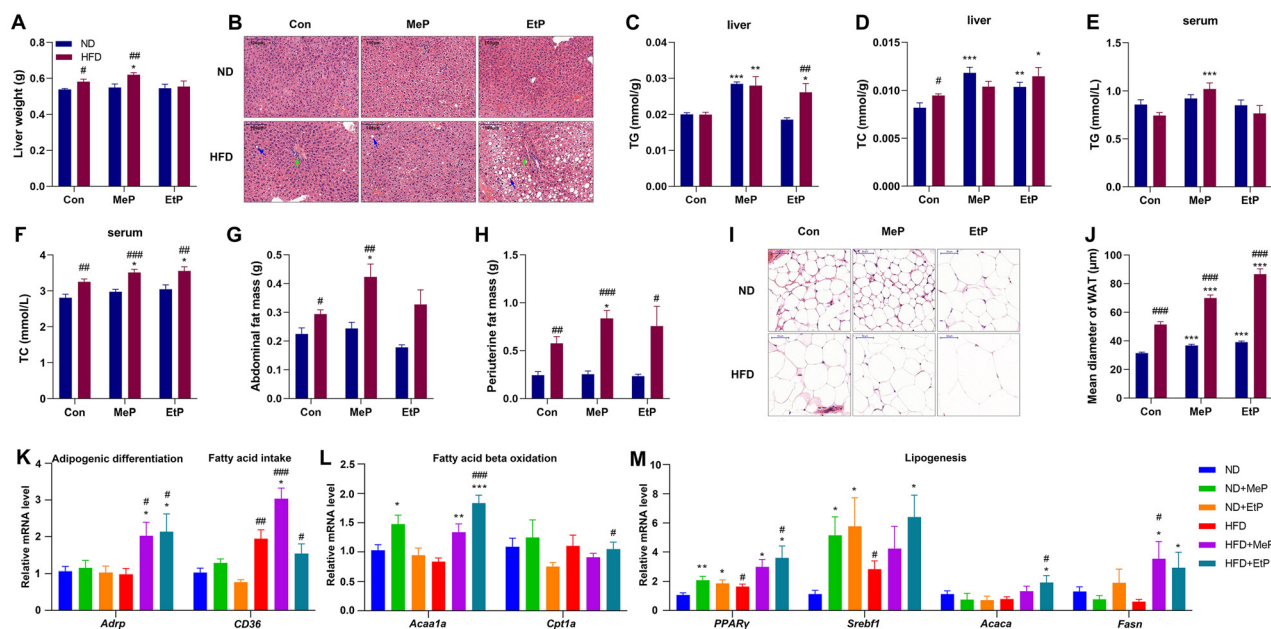 A
ND
HFD
Liver weight (g)
0.8
0.6
0.4
0.2
0.0
#
##
*
Con MeP EtP
B
Con MeP EtP
ND
HFD
C
liver
TG (mmol/g)
0.04
0.03
0.02
0.01
0.00
***
**
##
*
Con MeP EtP
D
liver
TC (mmol/g)
0.015
0.010
0.005
0.000
#
***
**
*
Con MeP EtP
E
serum
TG (mmol/L)
2.0
1.5
1.0
0.5
0.0
***
Con MeP EtP
F
serum
TC (mmol/L)
4
3
2
1
0
##
###
*
##
*
Con MeP EtP
G
Abdominal fat mass (g)
0.5
0.4
0.3
0.2
0.1
0.0
#
##
*
Con MeP EtP
H
Periuterine fat mass (g)
1.5
1.0
0.5
0.0
##
###
*
#
Con MeP EtP
I
Con MeP EtP
ND
HFD
J
Mean diameter of WAT (μm)
100
80
60
40
20
0
###
***
###
***
***
###
***
Con MeP EtP
K
Adipogenic differentiation Fatty acid intake
Relative mRNA level
4
3
2
1
0
#
*
#
*
##
###
*
#
Adrp CD36
L
Fatty acid beta oxidation
Relative mRNA level
2.5
2.0
1.5
1.0
0.5
0.0
*
**
###
***
#
Acaa1a Cpt1a
M
Lipogenesis
Relative mRNA level
10
8
6
4
2
0
**
*
#
*
#
*
*
*
#
*
#
*
#
*
*
PPARγ Srebf1 Acaca Fasn
ND
ND+MeP
ND+EtP
HFD
HFD+MeP
HFD+EtP